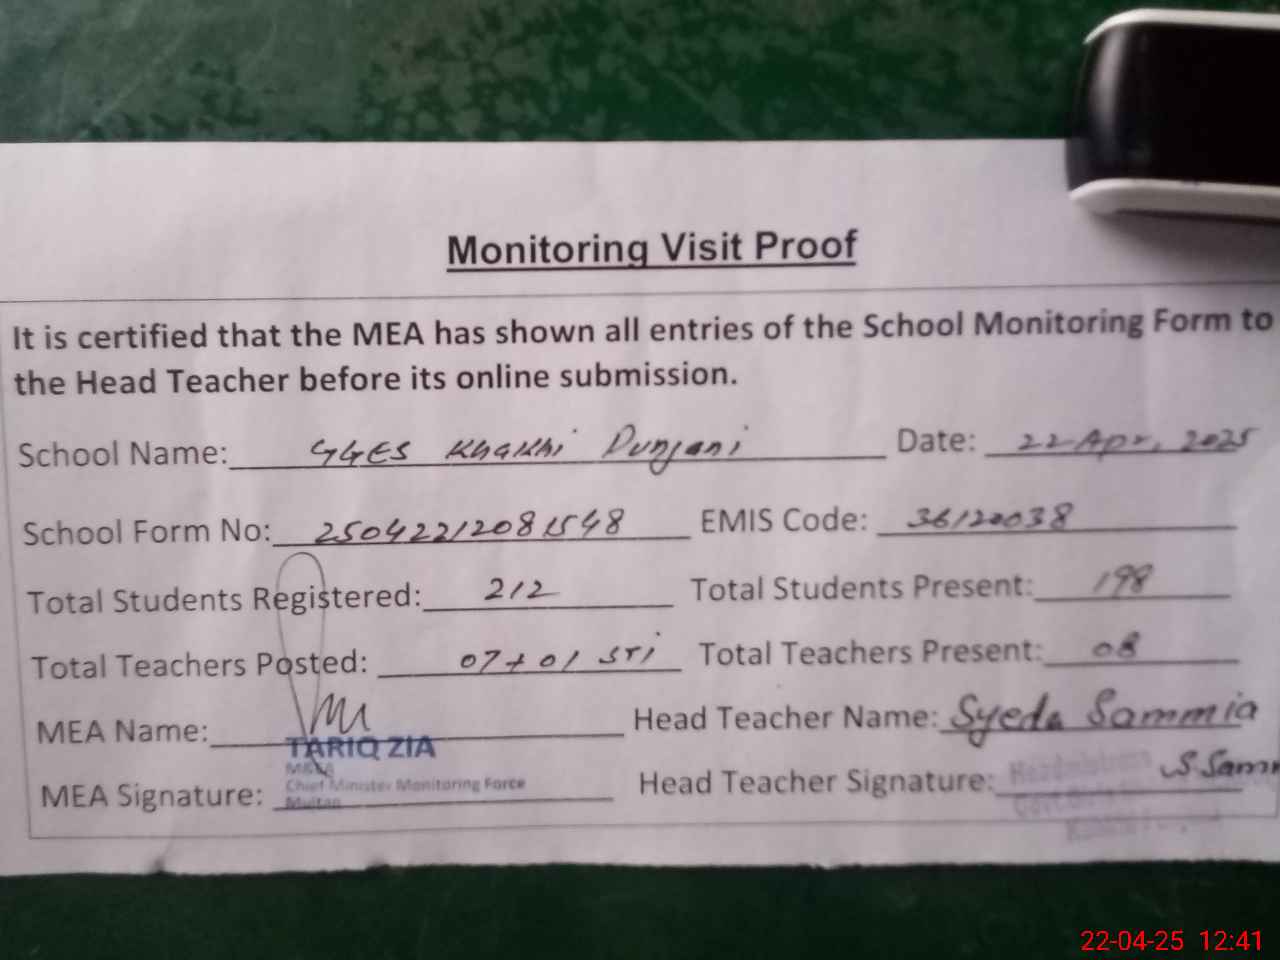 Monitoring Visit Proof
It is certified that the MEA has shown all entries of the School Monitoring Form to
the Head Teacher before its online submission.
School Name: GGES Khakhi Punjani Date: 22 Apr, 2025
School Form No: 25042212081548 EMIS Code: 36120038
Total Students Registered: 212 Total Students Present: 198
Total Teachers Posted: 07+01 STI Total Teachers Present: 08
MEA Name: Head Teacher Name: Syeda Sammia
TARIQ ZIA
MEA
Chief Minister Monitoring Force
Multan
MEA Signature: Head Teacher Signature: S.Samm
Headmistress
22-04-25 12:41